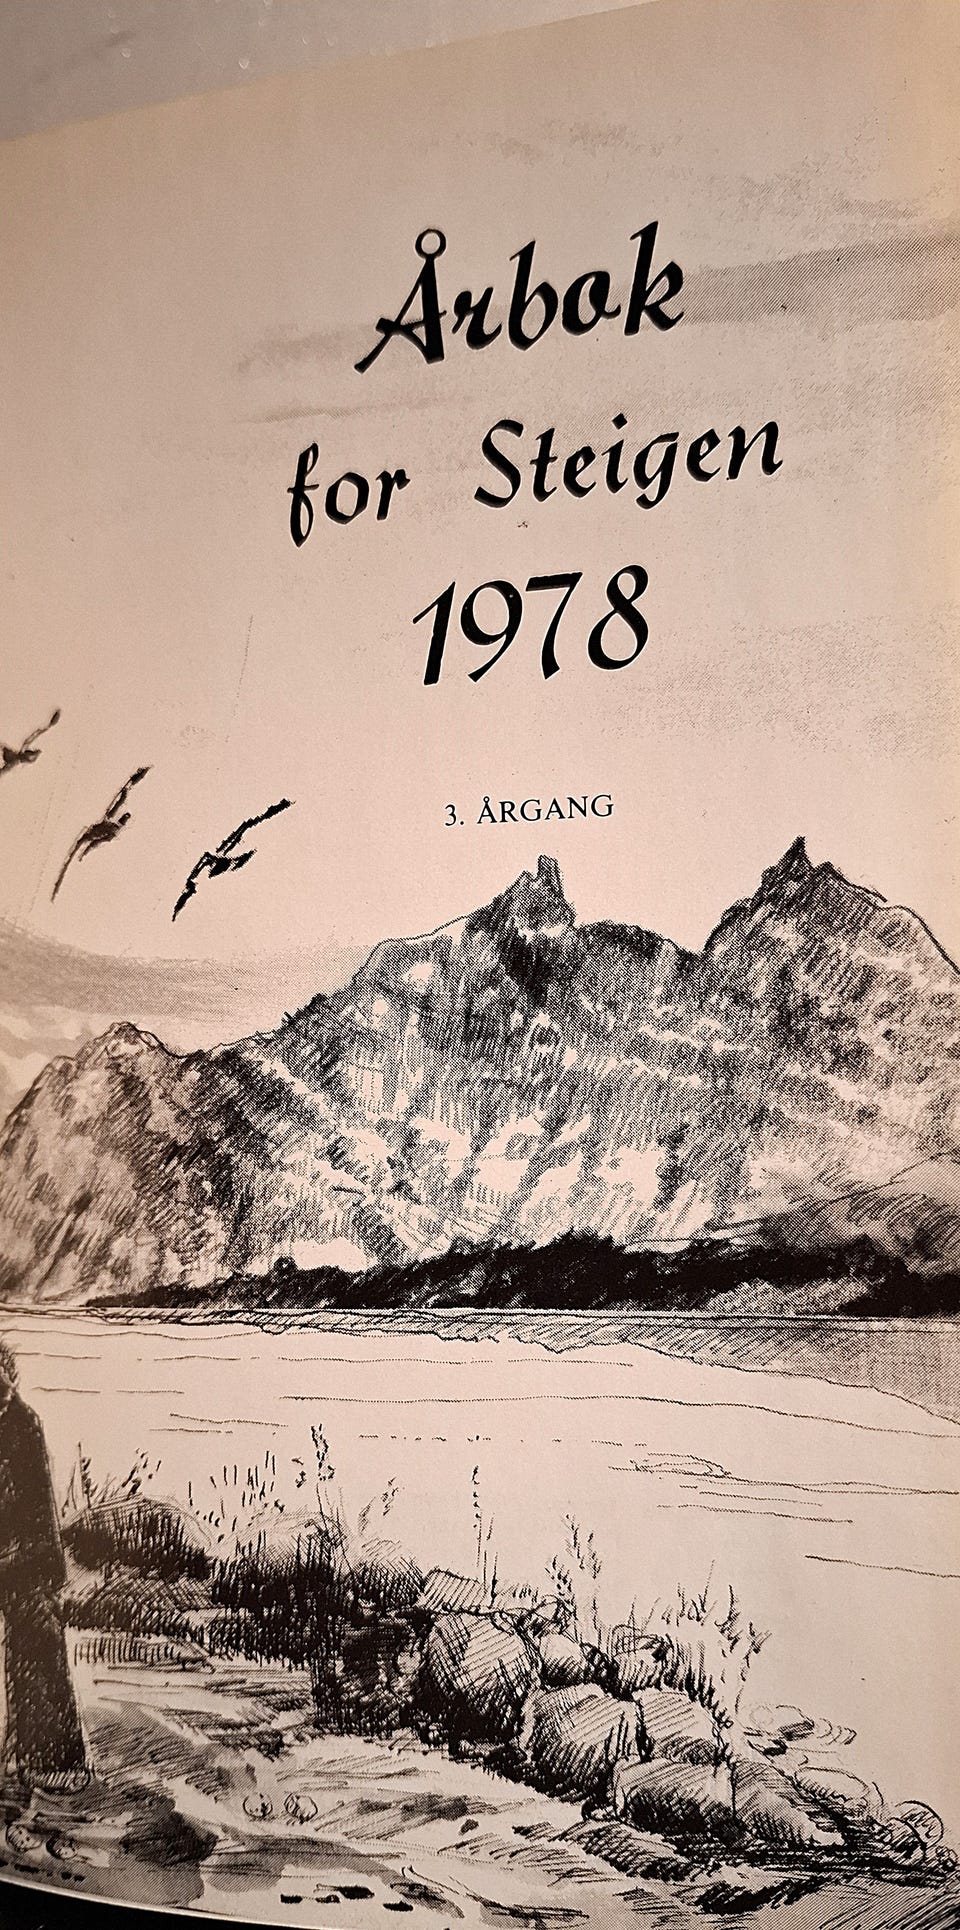 Årbok
for Steigen
1978
3. ÅRGANG